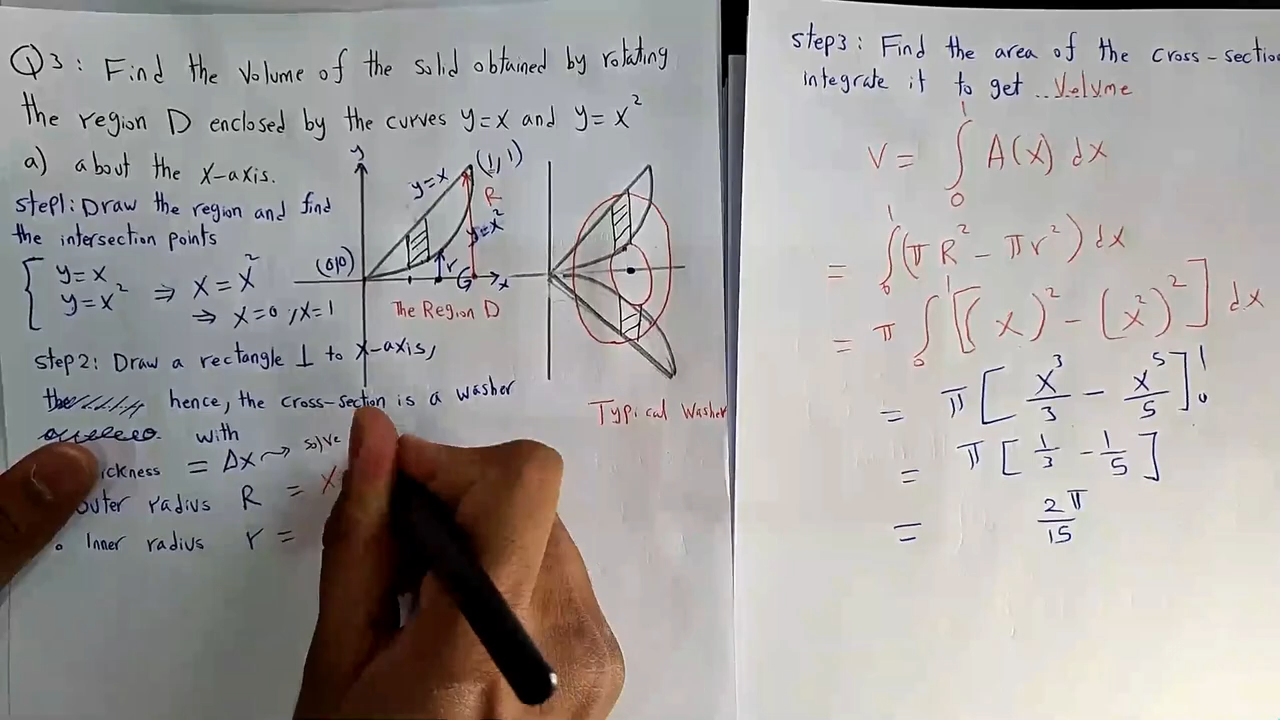 Q3: Find the Volume of the solid obtained by rotating
the region D enclosed by the curves y=x and y=x²
a) about the x-axis.
step1: Draw the region and find
the intersection points
y=x
y=x² ⇒ x=x²
⇒ x=0, x=1
y
y=x
(1,1)
R
y=x²
r
(0,0)
x
The Region D
step2: Draw a rectangle ⊥ to x-axis,
hence, the cross-section is a washer
with
ickness = Δx → solve
outer radius R = x
• Inner radius r =
Typical Washer
step3: Find the area of the cross-section
integrate it to get Volume
V = ∫₀¹ A(x) dx
= ∫₀¹ (πR² - πr²) dx
= π ∫₀¹ [(x)² - (x²)²] dx
= π [x³/3 - x⁵/5]₀¹
= π [1/3 - 1/5]
= 2π/15